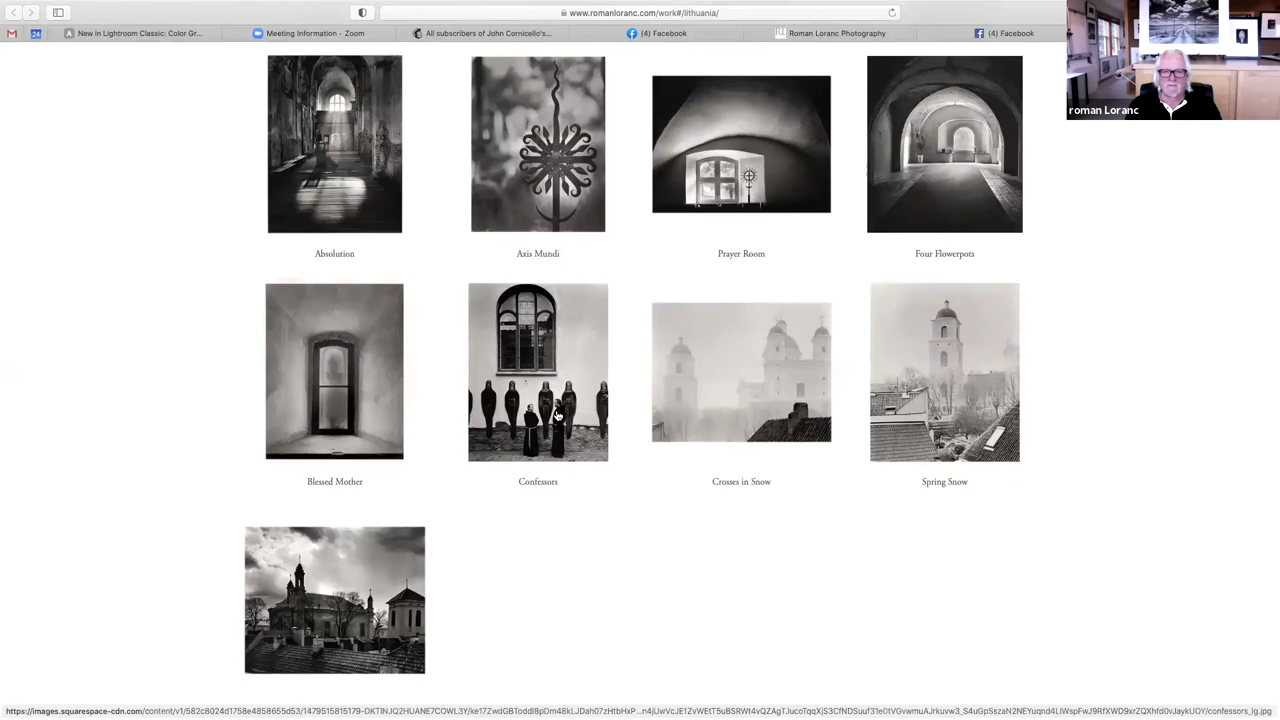 www.romanloranc.com/work#/lithuania/
24
New in Lightroom Classic: Color Gr...
Meeting Information - Zoom
All subscribers of John Cornicello's...
(4) Facebook
Roman Loranc Photography
(4) Facebook
roman Loranc
Absolution
Axis Mundi
Prayer Room
Four Flowerpots
Blessed Mother
Confessors
Crosses in Snow
Spring Snow